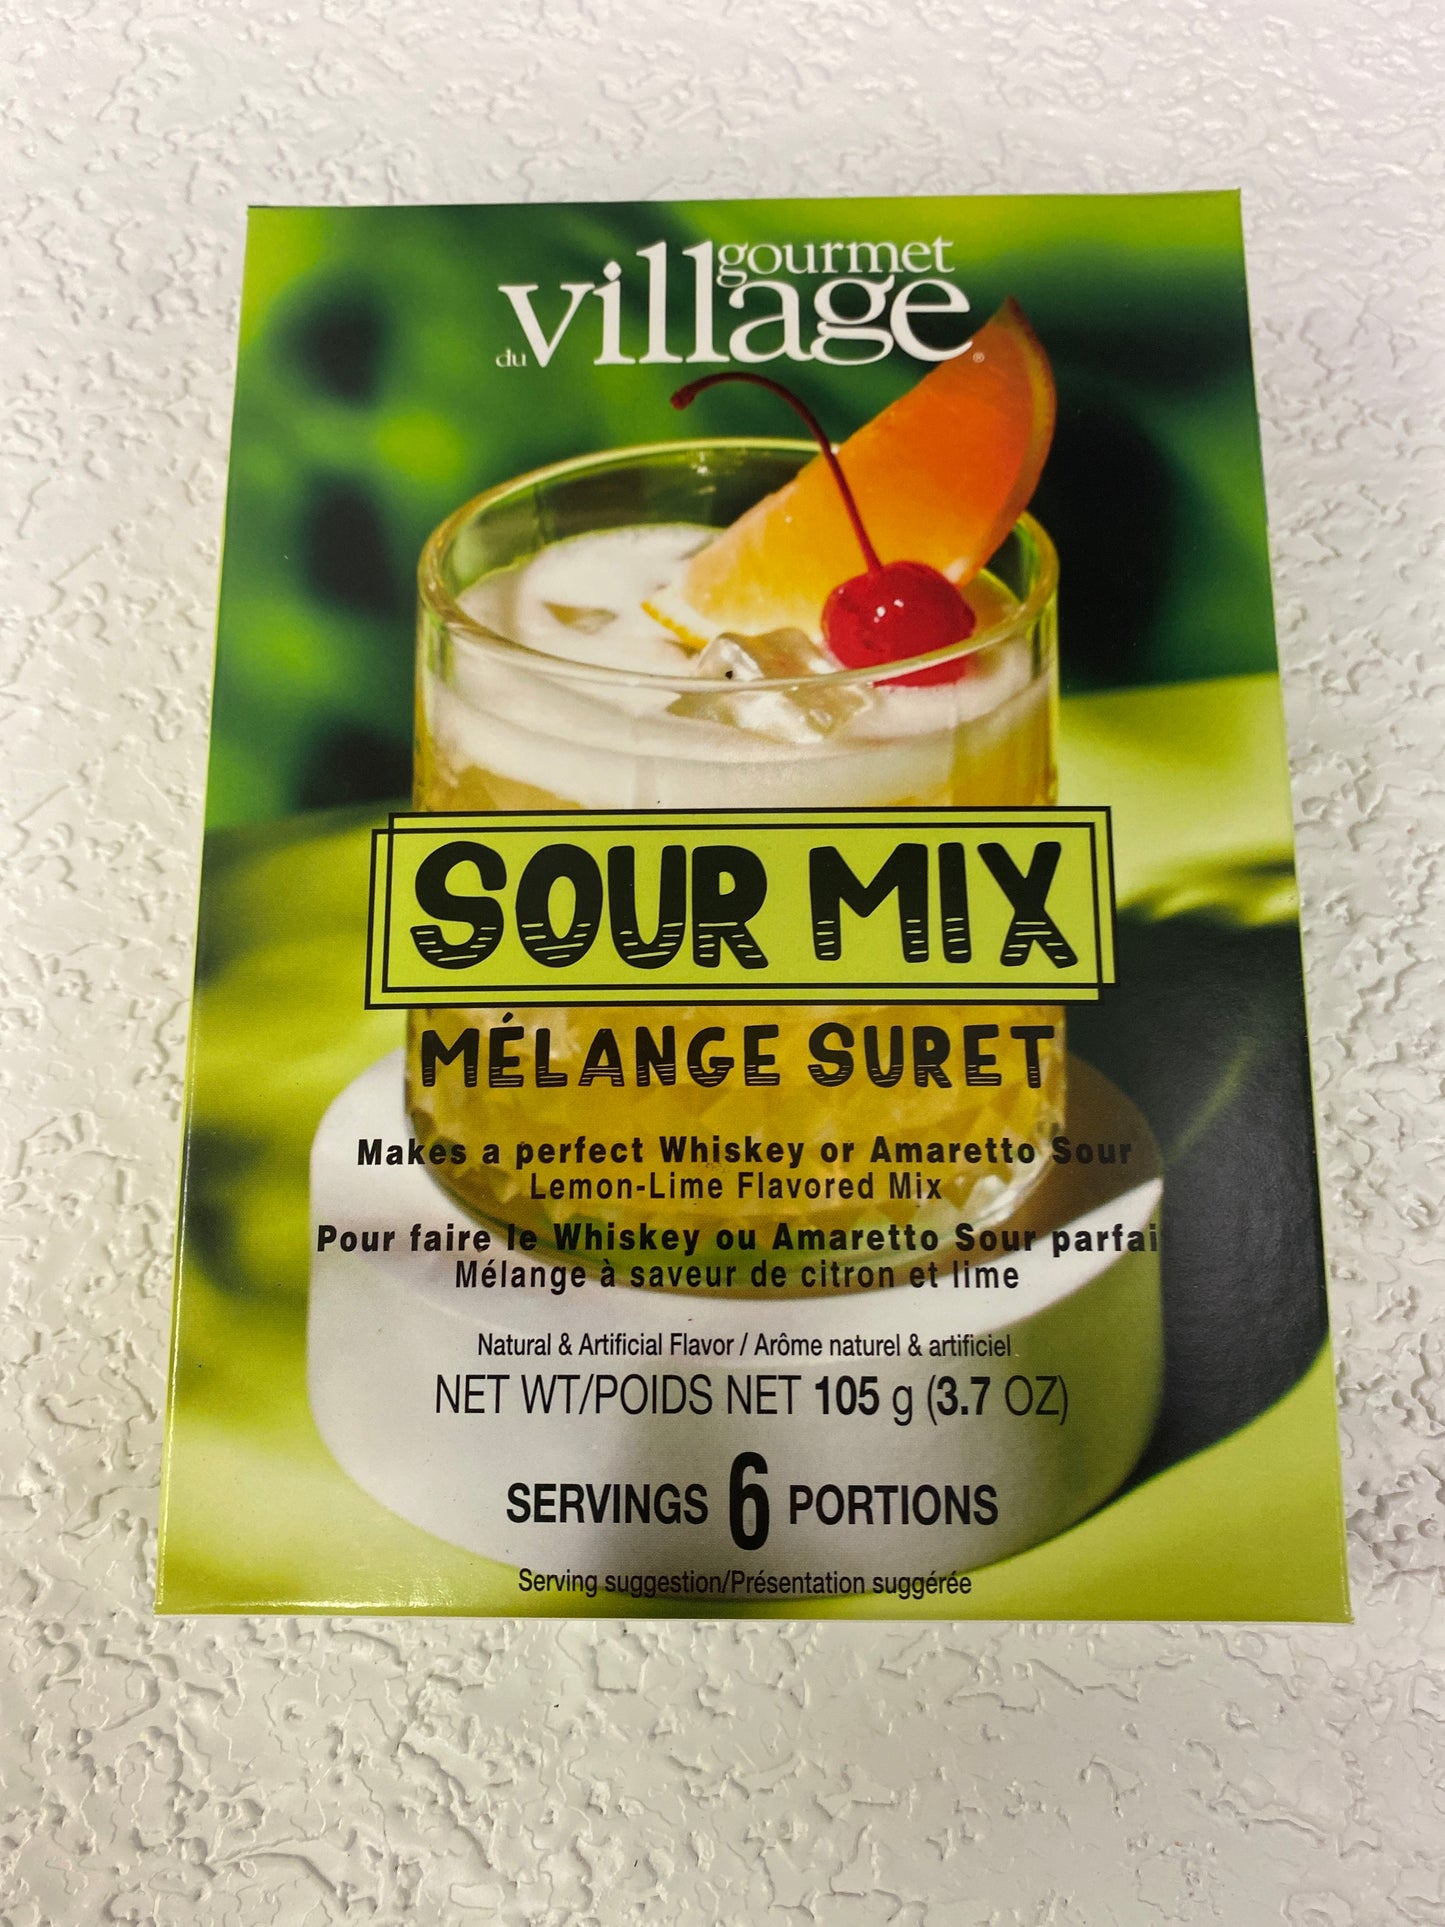 gourmet
du village®
SOUR MIX
MÉLANGE SURET
Makes a perfect Whiskey or Amaretto Sour
Lemon-Lime Flavored Mix
Pour faire le Whiskey ou Amaretto Sour parfai
Mélange à saveur de citron et lime
Natural & Artificial Flavor / Arôme naturel & artificiel
NET WT/POIDS NET 105 g (3.7 OZ)
SERVINGS 6 PORTIONS
Serving suggestion/Présentation suggérée